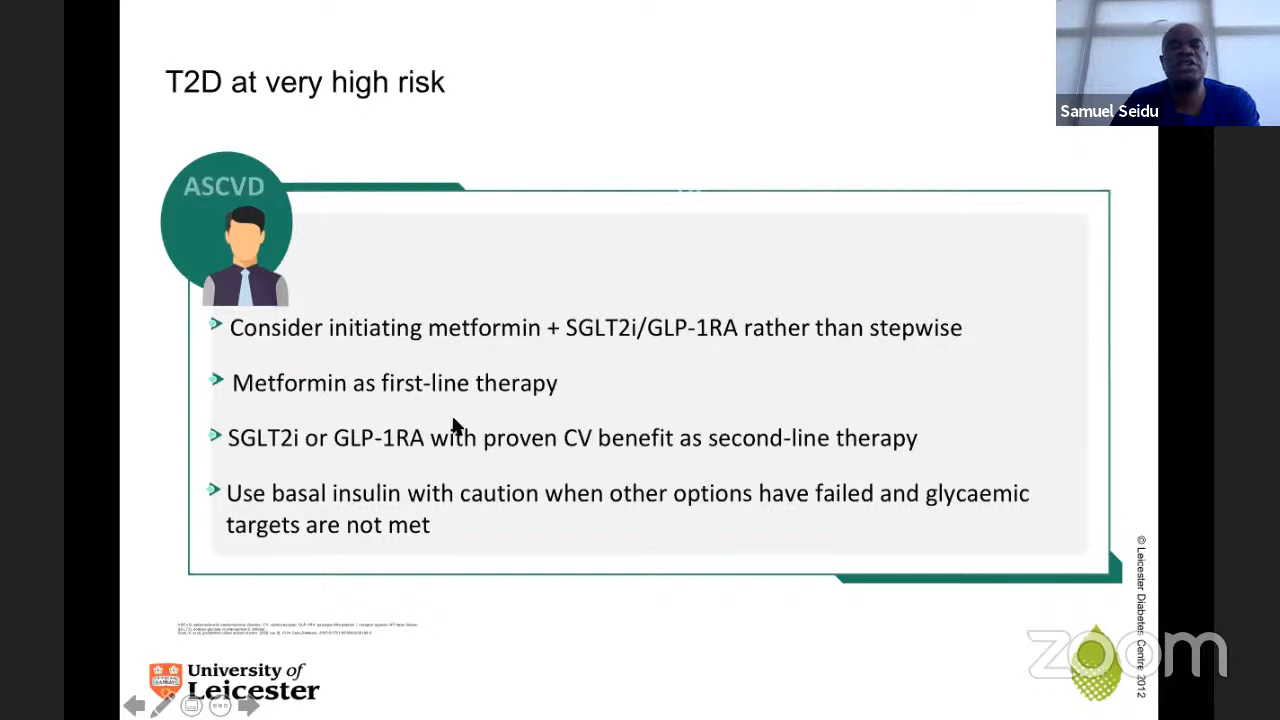 T2D at very high risk
Samuel Seidu
ASCVD
Consider initiating metformin + SGLT2i/GLP-1RA rather than stepwise
Metformin as first-line therapy
SGLT2i or GLP-1RA with proven CV benefit as second-line therapy
Use basal insulin with caution when other options have failed and glycaemic
targets are not met
© Leicester Diabetes Centre 2012
University of
Leicester
zoom